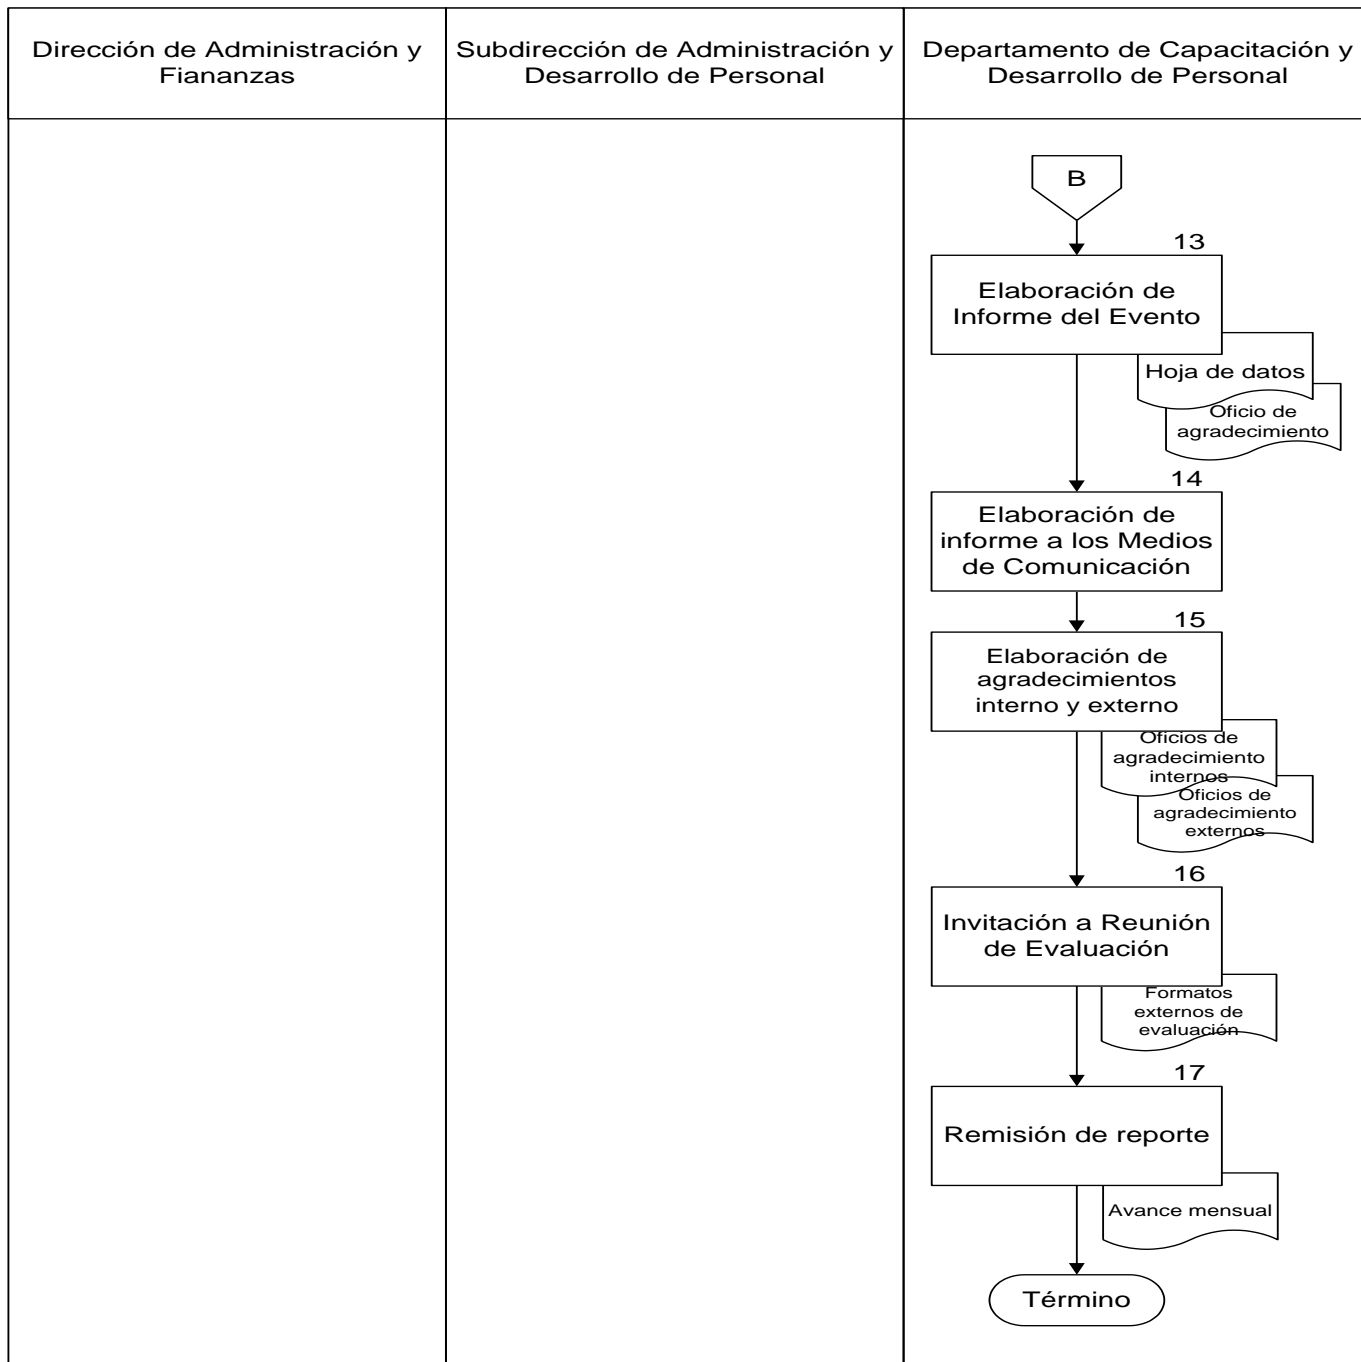 Dirección de Administración y
Fiananzas
Subdirección de Administración y
Desarrollo de Personal
Departamento de Capacitación y
Desarrollo de Personal
B
13
Elaboración de
Informe del Evento
Hoja de datos
Oficio de
agradecimiento
14
Elaboración de
informe a los Medios
de Comunicación
15
Elaboración de
agradecimientos
interno y externo
Oficios de
agradecimiento
internos
Oficios de
agradecimiento
externos
16
Invitación a Reunión
de Evaluación
Formatos
externos de
evaluación
17
Remisión de reporte
Avance mensual
Término